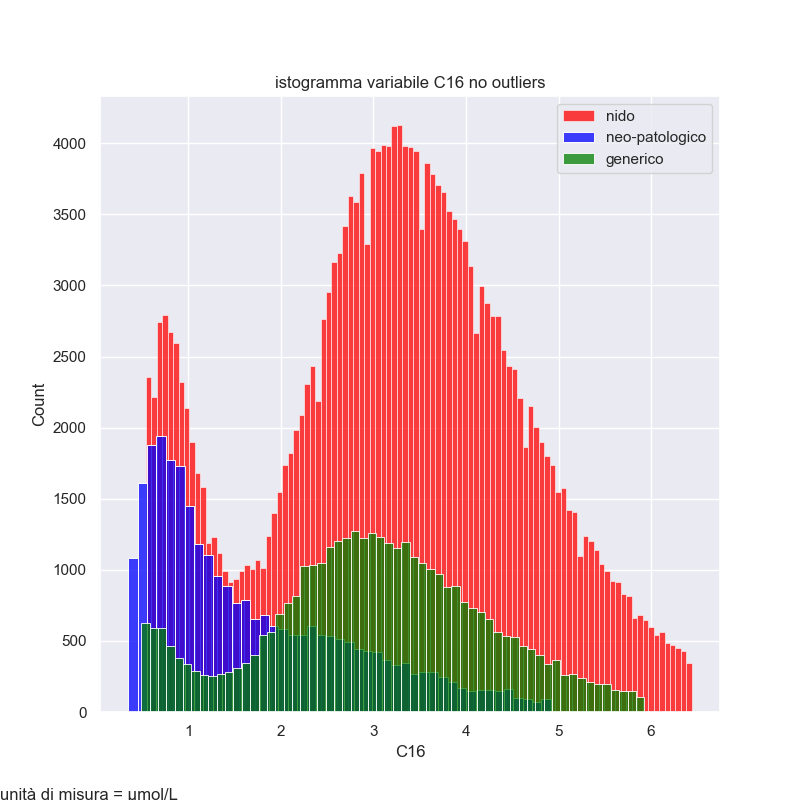 istogramma variabile C16 no outliers
nido
neo-patologico
generico
Count
4000
3500
3000
2500
2000
1500
1000
500
0
1 2 3 4 5 6
C16
unità di misura = μmol/L